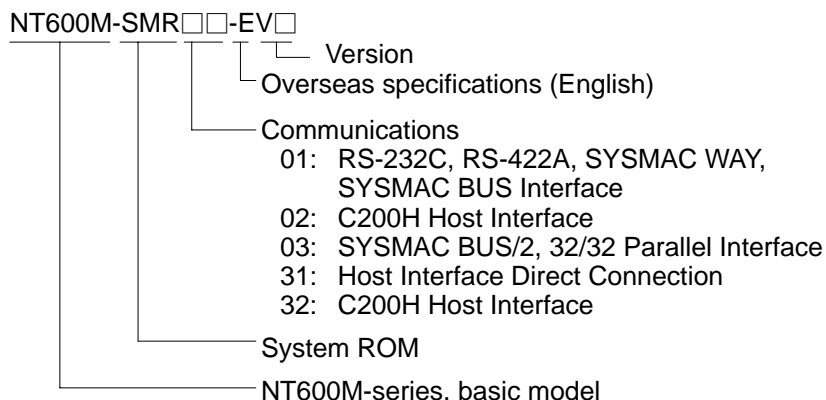 NT600M-SMR□□-EV□
Version
Overseas specifications (English)
Communications
01: RS-232C, RS-422A, SYSMAC WAY,
SYSMAC BUS Interface
02: C200H Host Interface
03: SYSMAC BUS/2, 32/32 Parallel Interface
31: Host Interface Direct Connection
32: C200H Host Interface
System ROM
NT600M-series, basic model